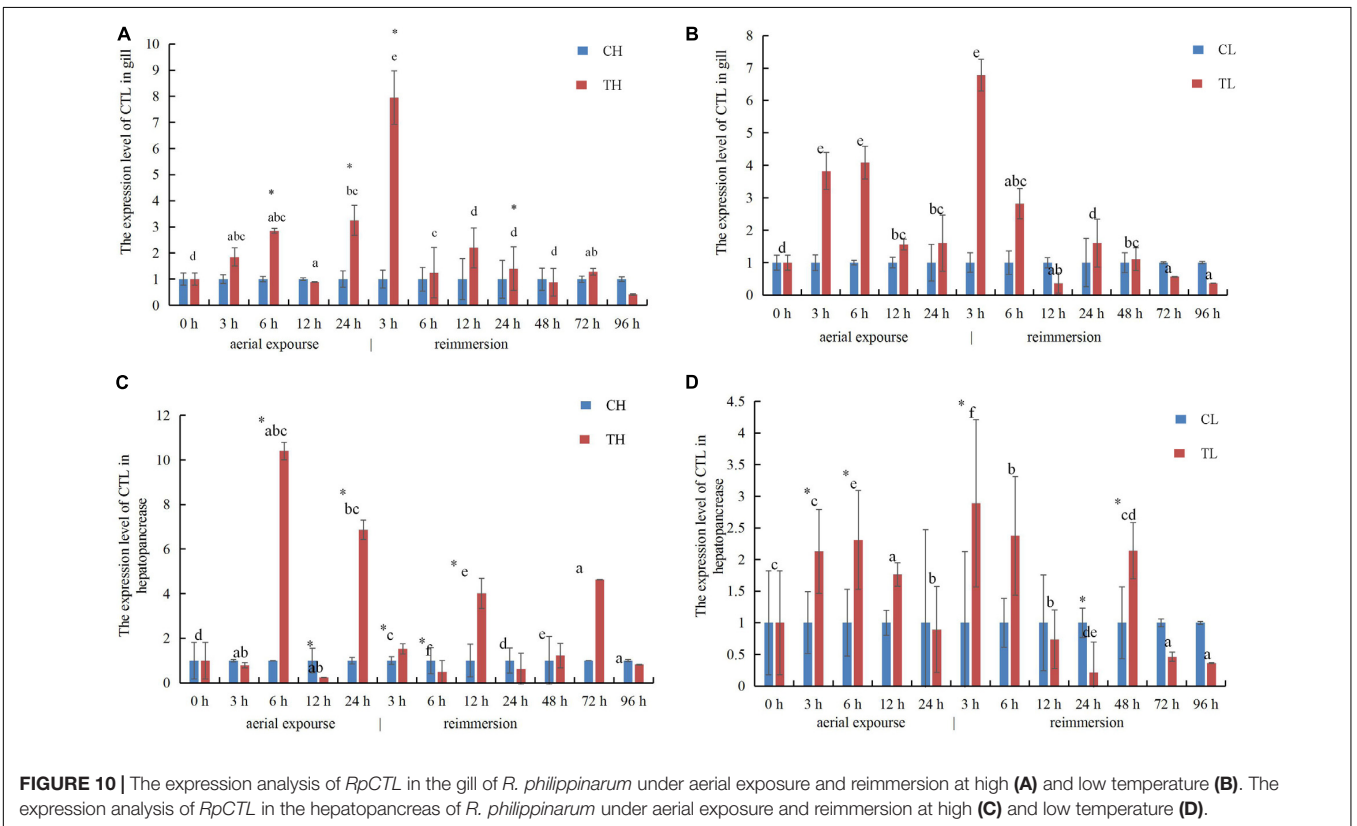 A
The expression level of CTL in gill
10
9
8
7
6
5
4
3
2
1
0
CH
TH
d
abc
*
abc
a
*
bc
*
e
c
d
*
d
d
ab
0 h 3 h 6 h 12 h 24 h 3 h 6 h 12 h 24 h 48 h 72 h 96 h
aerial expourse | reimmersion
B
The expression level of CTL in gill
8
7
6
5
4
3
2
1
0
CL
TL
d
e
e
bc
bc
e
abc
ab
d
bc
a
a
0 h 3 h 6 h 12 h 24 h 3 h 6 h 12 h 24 h 48 h 72 h 96 h
aerial expourse | reimmersion
C
The expression level of CTL in
hepatopancrease
12
10
8
6
4
2
0
CH
TH
d
ab
*
abc
*
ab
*
bc
*
c
*
f
*
e
d
e
a
a
0 h 3 h 6 h 12 h 24 h 3 h 6 h 12 h 24 h 48 h 72 h 96 h
aerial expourse | reimmersion
D
The expression level of CTL in
hepatopancrease
4.5
4
3.5
3
2.5
2
1.5
1
0.5
0
CL
TL
c
*
c
*
e
a
b
*
f
b
b
*
de
*
cd
a
a
0 h 3 h 6 h 12 h 24 h 3 h 6 h 12 h 24 h 48 h 72 h 96 h
aerial expourse | reimmersion
FIGURE 10 | The expression analysis of RpCTL in the gill of R. philippinarum under aerial exposure and reimmersion at high (A) and low temperature (B). The
expression analysis of RpCTL in the hepatopancreas of R. philippinarum under aerial exposure and reimmersion at high (C) and low temperature (D).